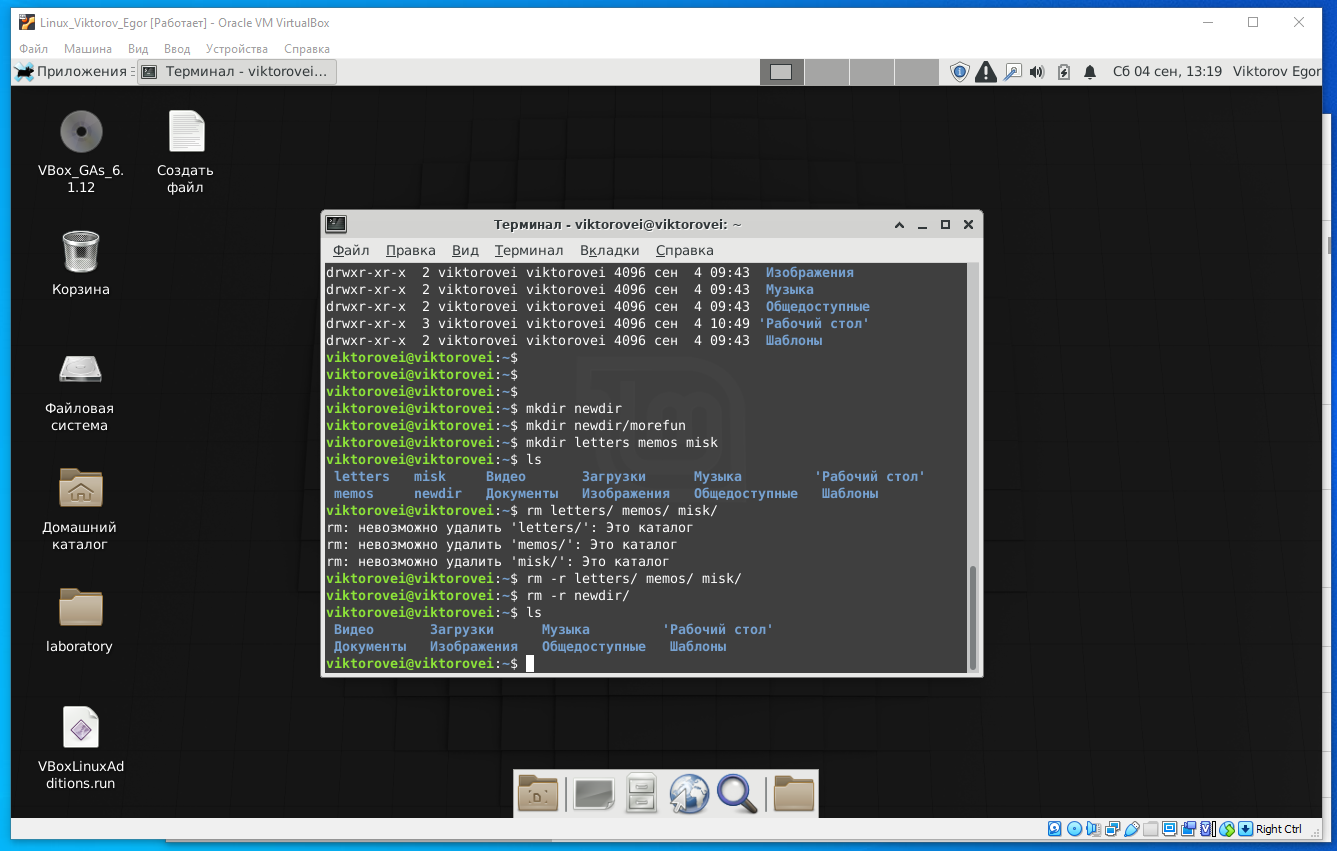 Linux_Viktorov_Egor [Работает] - Oracle VM VirtualBox
Файл Машина Вид Ввод Устройства Справка
Приложения Терминал - viktorovei... Сб 04 сен, 13:19 Viktorov Egor
VBox_GAs_6.
1.12
Создать
файл
Корзина
Файловая
система
Домашний
каталог
laboratory
VBoxLinuxAd
ditions.run
Терминал - viktorovei@viktorovei: ~
Файл Правка Вид Терминал Вкладки Справка
drwxr-xr-x 2 viktorovei viktorovei 4096 сен 4 09:43 Изображения
drwxr-xr-x 2 viktorovei viktorovei 4096 сен 4 09:43 Музыка
drwxr-xr-x 2 viktorovei viktorovei 4096 сен 4 09:43 Общедоступные
drwxr-xr-x 3 viktorovei viktorovei 4096 сен 4 10:49 'Рабочий стол'
drwxr-xr-x 2 viktorovei viktorovei 4096 сен 4 09:43 Шаблоны
viktorovei@viktorovei:~$
viktorovei@viktorovei:~$
viktorovei@viktorovei:~$
viktorovei@viktorovei:~$ mkdir newdir
viktorovei@viktorovei:~$ mkdir newdir/morefun
viktorovei@viktorovei:~$ mkdir letters memos misk
viktorovei@viktorovei:~$ ls
letters misk Видео Загрузки Музыка 'Рабочий стол'
memos newdir Документы Изображения Общедоступные Шаблоны
viktorovei@viktorovei:~$ rm letters/ memos/ misk/
rm: невозможно удалить 'letters/': Это каталог
rm: невозможно удалить 'memos/': Это каталог
rm: невозможно удалить 'misk/': Это каталог
viktorovei@viktorovei:~$ rm -r letters/ memos/ misk/
viktorovei@viktorovei:~$ rm -r newdir/
viktorovei@viktorovei:~$ ls
Видео Загрузки Музыка 'Рабочий стол'
Документы Изображения Общедоступные Шаблоны
viktorovei@viktorovei:~$
Right Ctrl